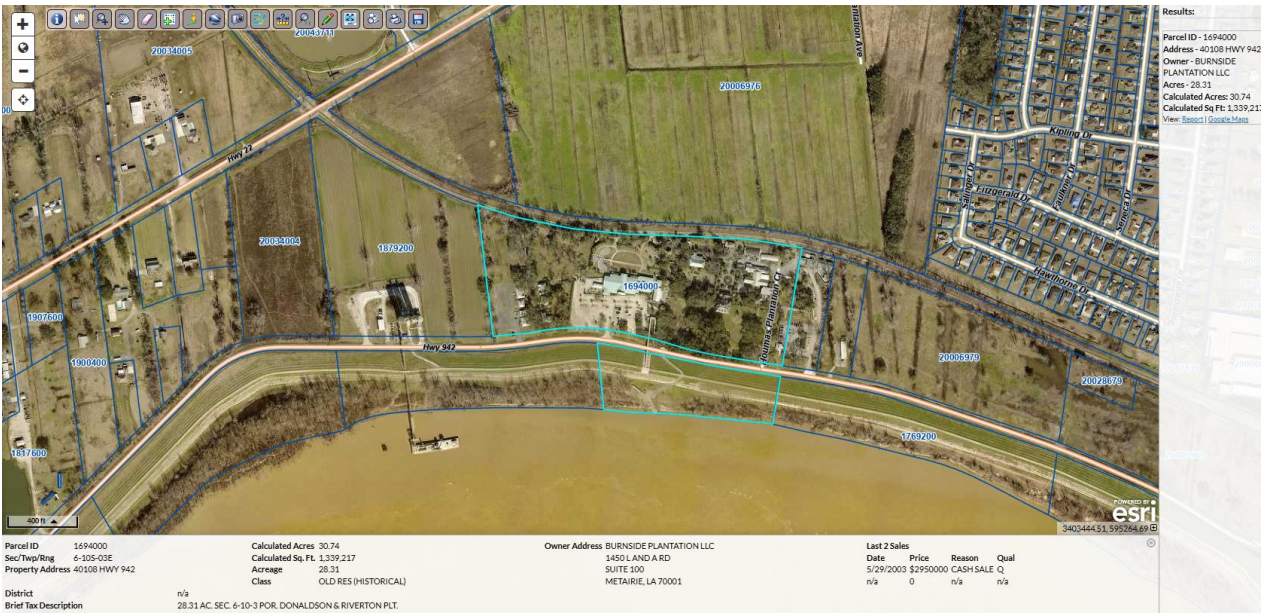 Results:
Parcel ID - 1694000
Address - 40108 HWY 942
Owner - BURNSIDE
PLANTATION LLC
Acres - 28.31
Calculated Acres: 30.74
Calculated Sq Ft: 1,339,217
View: Report | Google Maps
20043711
20034005
20006976
Hwy 22
Kipling Dr
Salinger Dr
Fitzgerald Dr
Faulkner Dr
Seneca Dr
Hawthorne Dr
20034004
1879200
1694000
Houmas Plantation Ct
1907600
1900400
Hwy 942
20006979
20028679
1769200
1817600
400 ft
POWERED BY
esri
3403444.51, 595264.69
Parcel ID 1694000
Sec/Twp/Rng 6-10S-03E
Property Address 40108 HWY 942
District n/a
Brief Tax Description 28.31 AC. SEC. 6-10-3 POR. DONALDSON & RIVERTON PLT.
Calculated Acres 30.74
Calculated Sq. Ft. 1,339,217
Acreage 28.31
Class OLD RES (HISTORICAL)
Owner Address BURNSIDE PLANTATION LLC
1450 L AND A RD
SUITE 100
METAIRIE, LA 70001
Last 2 Sales
Date Price Reason Qual
5/29/2003 $2950000 CASH SALE Q
n/a 0 n/a n/a